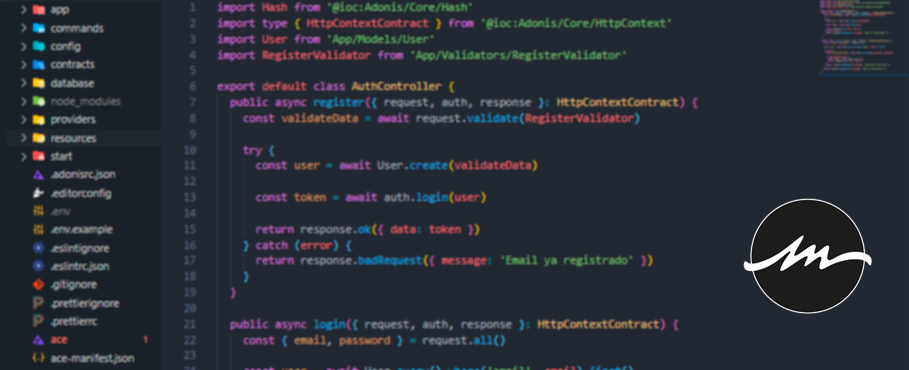 app
commands
config
contracts
database
node_modules
providers
resources
start
.adonisrc.json
.editorconfig
.env
.env.example
.eslintignore
.eslintrc.json
.gitignore
.prettierignore
.prettierrc
ace 1
ace-manifest.json
1 import Hash from '@ioc:Adonis/Core/Hash'
2 import type { HttpContextContract } from '@ioc:Adonis/Core/HttpContext'
3 import User from 'App/Models/User'
4 import RegisterValidator from 'App/Validators/RegisterValidator'
5
6 export default class AuthController {
7 public async register({ request, auth, response }: HttpContextContract) {
8 const validateData = await request.validate(RegisterValidator)
9
10 try {
11 const user = await User.create(validateData)
12
13 const token = await auth.login(user)
14
15 return response.ok({ data: token })
16 } catch (error) {
17 return response.badRequest({ message: 'Email ya registrado' })
18 }
19 }
20
21 public async login({ request, auth, response }: HttpContextContract) {
22 const { email, password } = request.all()
23